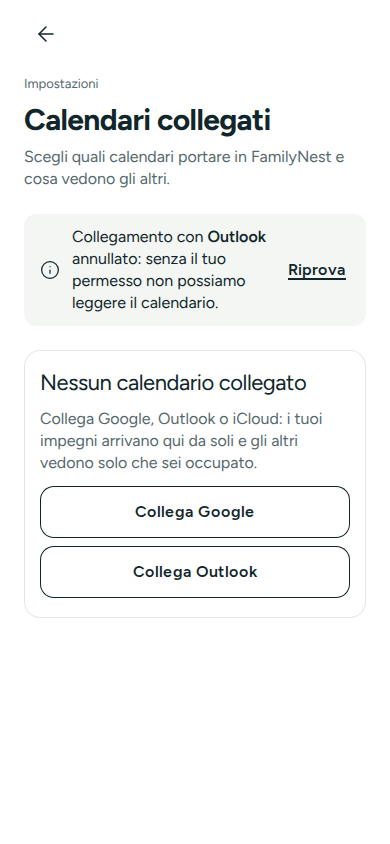 Impostazioni
Calendari collegati
Scegli quali calendari portare in FamilyNest e
cosa vedono gli altri.
Collegamento con Outlook
annullato: senza il tuo
permesso non possiamo
leggere il calendario.
Riprova
Nessun calendario collegato
Collega Google, Outlook o iCloud: i tuoi
impegni arrivano qui da soli e gli altri
vedono solo che sei occupato.
Collega Google
Collega Outlook